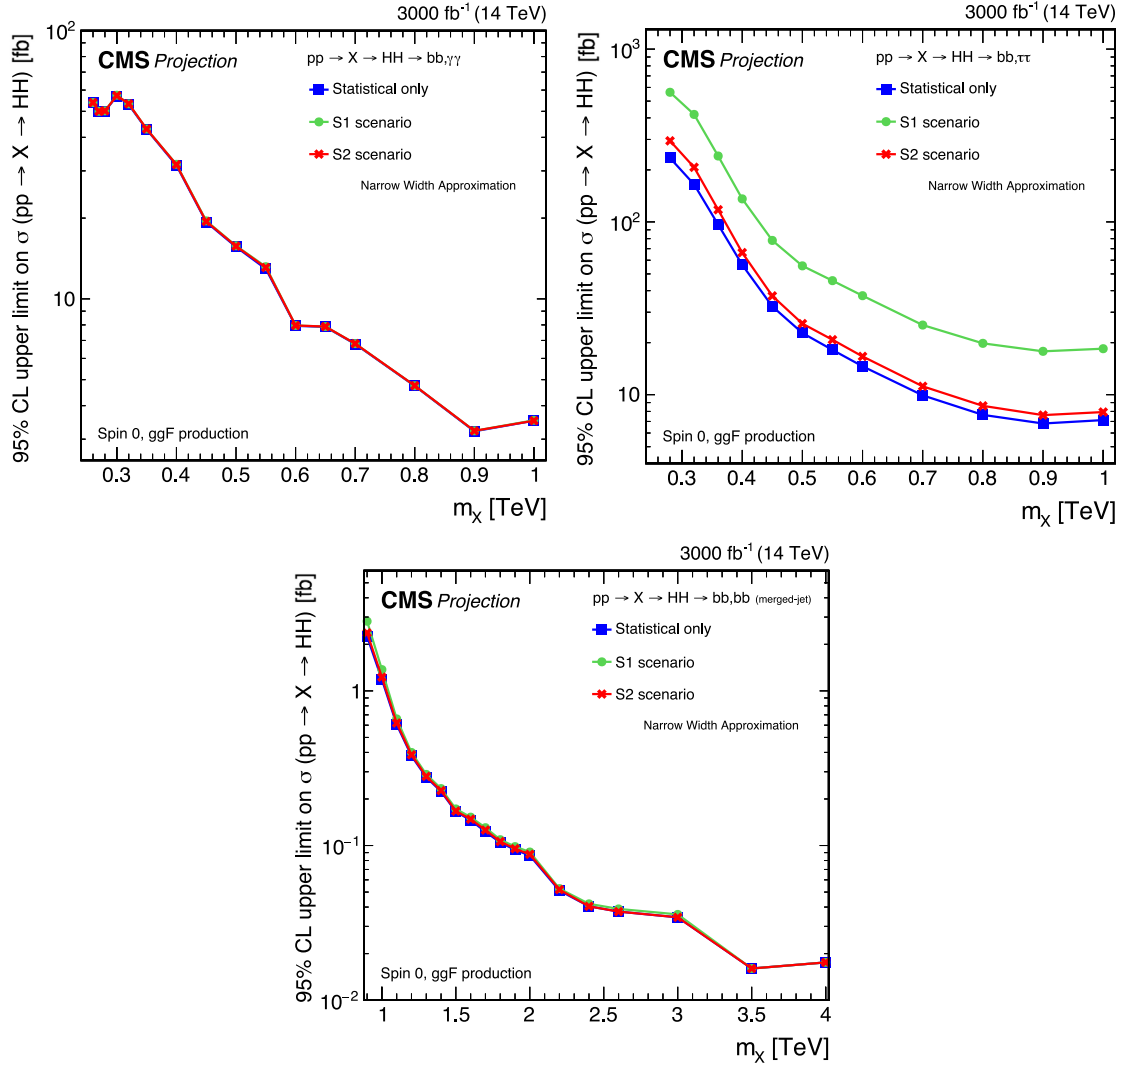 3000 fb⁻¹ (14 TeV)
95% CL upper limit on σ (pp → X → HH) [fb]
10²
10
CMS Projection
pp → X → HH → bb,γγ
Statistical only
S1 scenario
S2 scenario
Narrow Width Approximation
Spin 0, ggF production
0.3 0.4 0.5 0.6 0.7 0.8 0.9 1
m_X [TeV]
3000 fb⁻¹ (14 TeV)
95% CL upper limit on σ (pp → X → HH) [fb]
10³
10²
10
CMS Projection
pp → X → HH → bb,ττ
Statistical only
S1 scenario
S2 scenario
Narrow Width Approximation
Spin 0, ggF production
0.3 0.4 0.5 0.6 0.7 0.8 0.9 1
m_X [TeV]
3000 fb⁻¹ (14 TeV)
95% CL upper limit on σ (pp → X → HH) [fb]
1
10⁻¹
10⁻²
CMS Projection
pp → X → HH → bb,bb (merged-jet)
Statistical only
S1 scenario
S2 scenario
Narrow Width Approximation
Spin 0, ggF production
1 1.5 2 2.5 3 3.5 4
m_X [TeV]